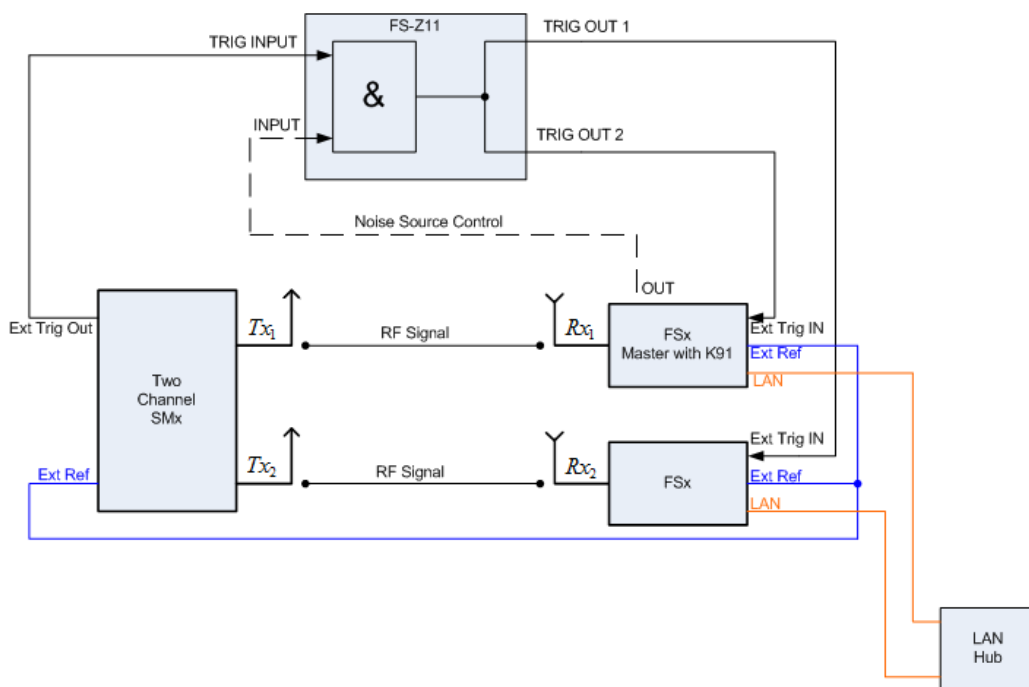 FS-Z11
TRIG INPUT
TRIG OUT 1
&
INPUT
TRIG OUT 2
Noise Source Control
OUT
Ext Trig Out
Tx1
RF Signal
Rx1
FSx
Master with K91
Ext Trig IN
Ext Ref
LAN
Two
Channel
SMx
Ext Ref
Tx2
RF Signal
Rx2
FSx
Ext Trig IN
Ext Ref
LAN
LAN
Hub